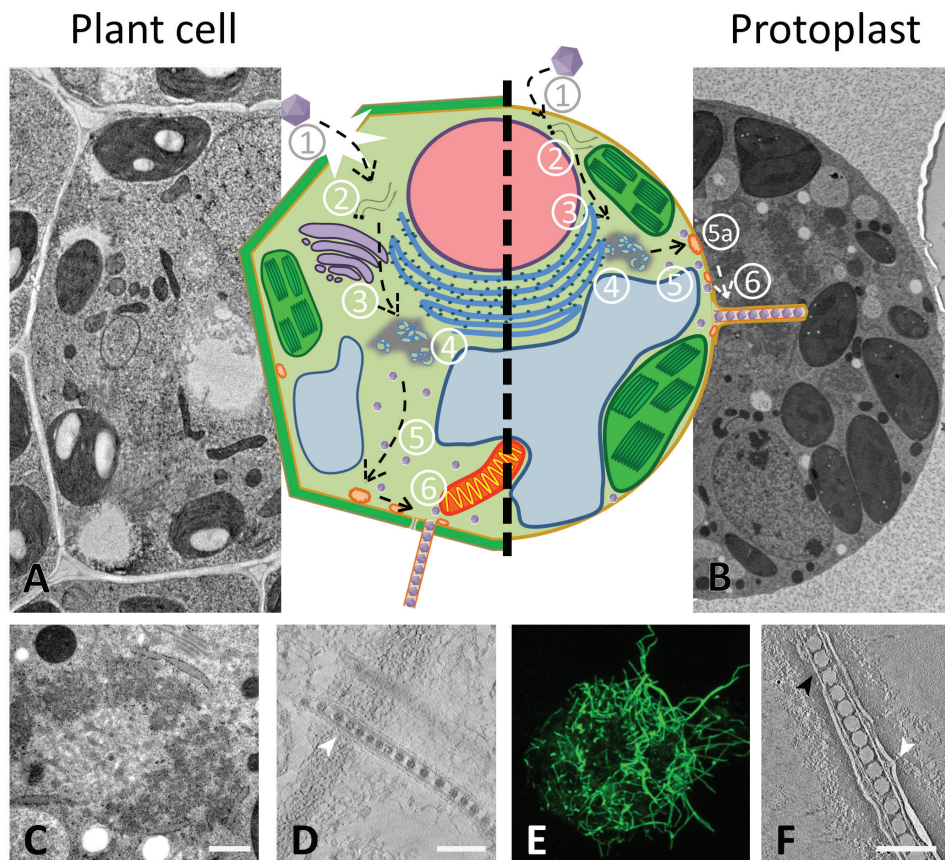 Plant cell
Protoplast
①
①
②
②
③
③
④
④
⑤
⑤a
⑤
⑥
⑥
A
B
C
D
E
F